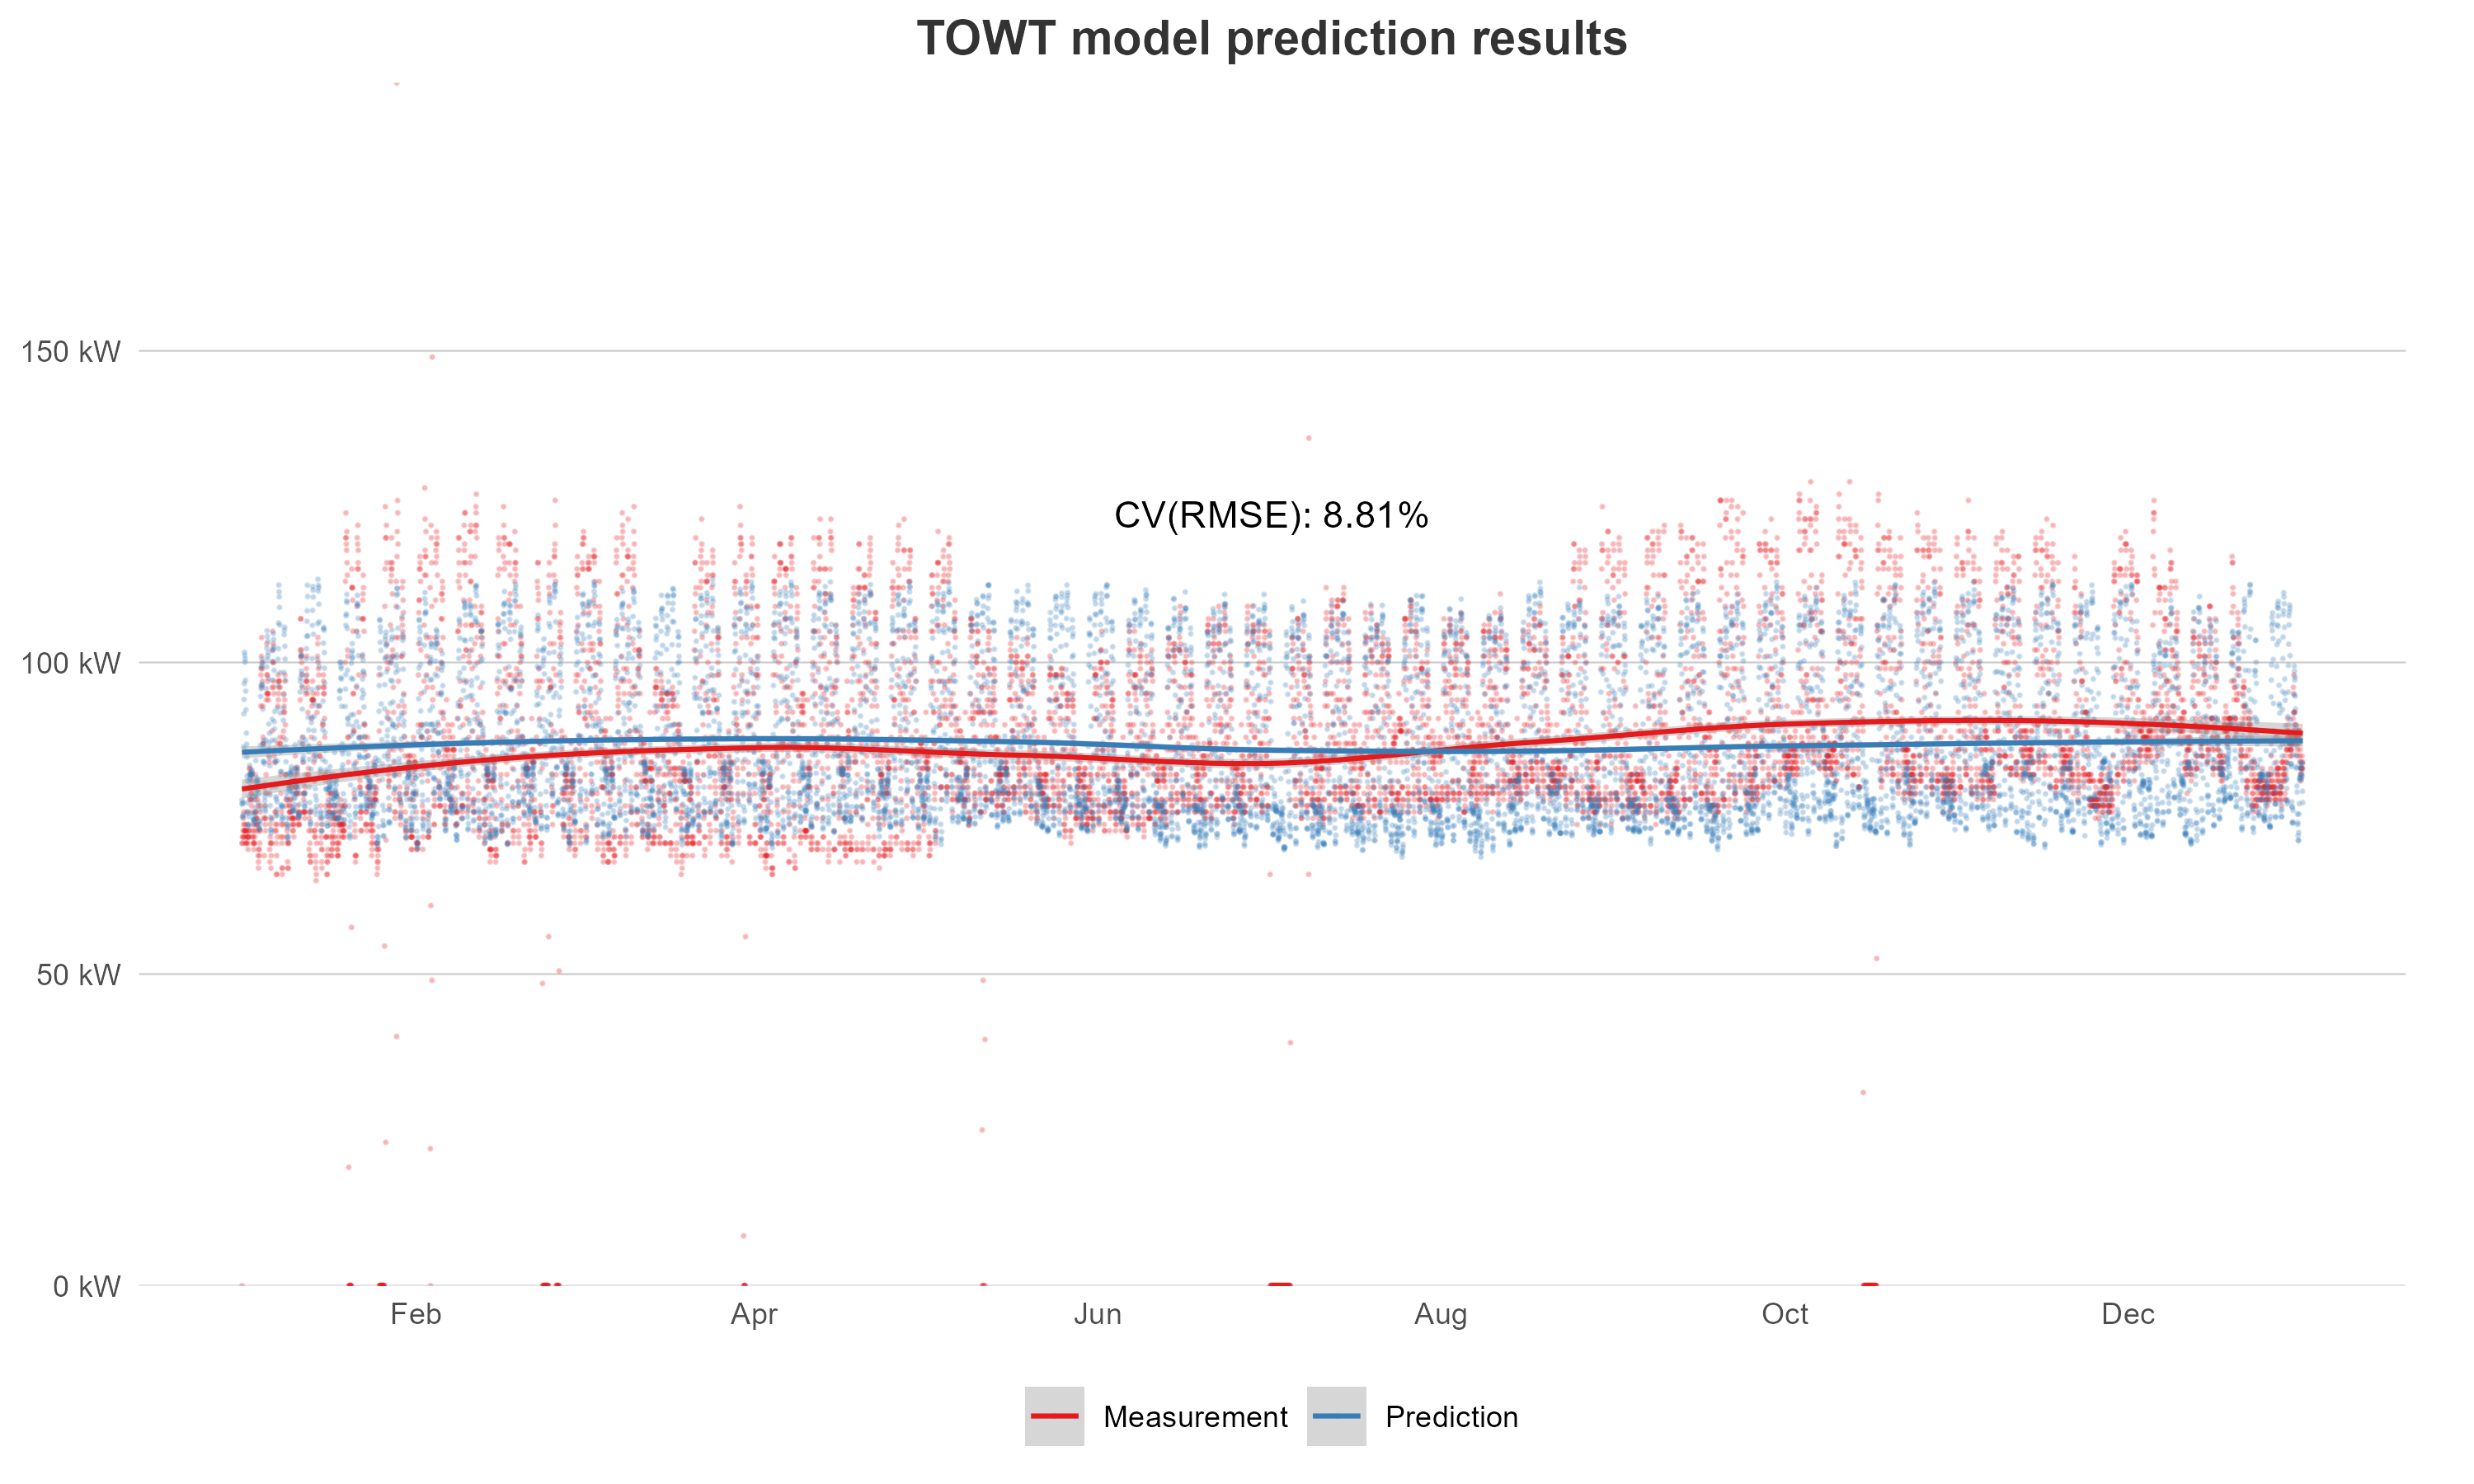 TOWT model prediction results
150 kW
CV(RMSE): 8.81%
100 kW
50 kW
0 kW
Feb Apr Jun Aug Oct Dec
Measurement Prediction